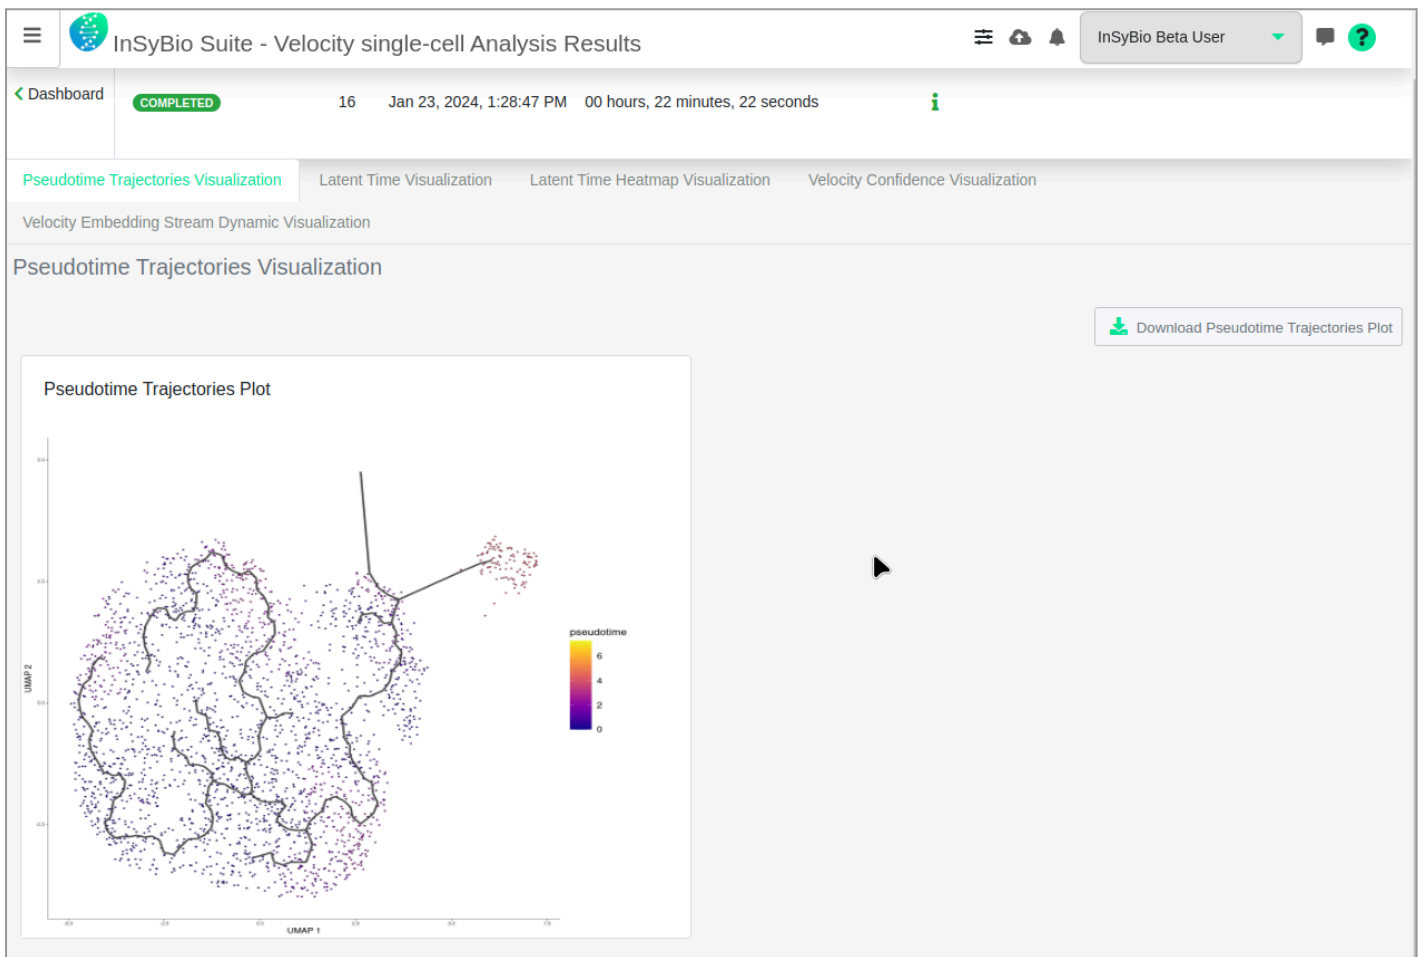 InSyBio Suite - Velocity single-cell Analysis Results
InSyBio Beta User
?
Dashboard
COMPLETED 16 Jan 23, 2024, 1:28:47 PM 00 hours, 22 minutes, 22 seconds
Pseudotime Trajectories Visualization Latent Time Visualization Latent Time Heatmap Visualization Velocity Confidence Visualization
Velocity Embedding Stream Dynamic Visualization
Pseudotime Trajectories Visualization
Download Pseudotime Trajectories Plot
Pseudotime Trajectories Plot
pseudotime
6
4
2
0
UMAP 2
UMAP 1